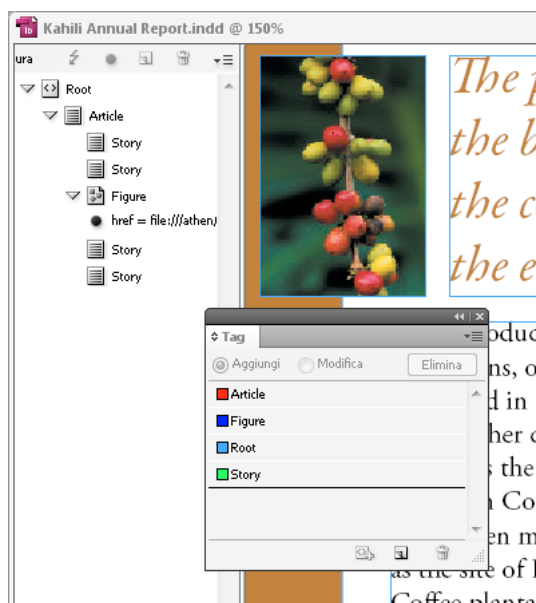 Kahili Annual Report.indd @ 150%
ura
Root
Article
Story
Story
Figure
href = file:///athen/
Story
Story
The p
the b
the c
the e
Tag
Aggiungi
Modifica
Elimina
Article
Figure
Root
Story
oduc
ns, o
d in
her c
s the
n Co
en m
as the site of
Coffee planta